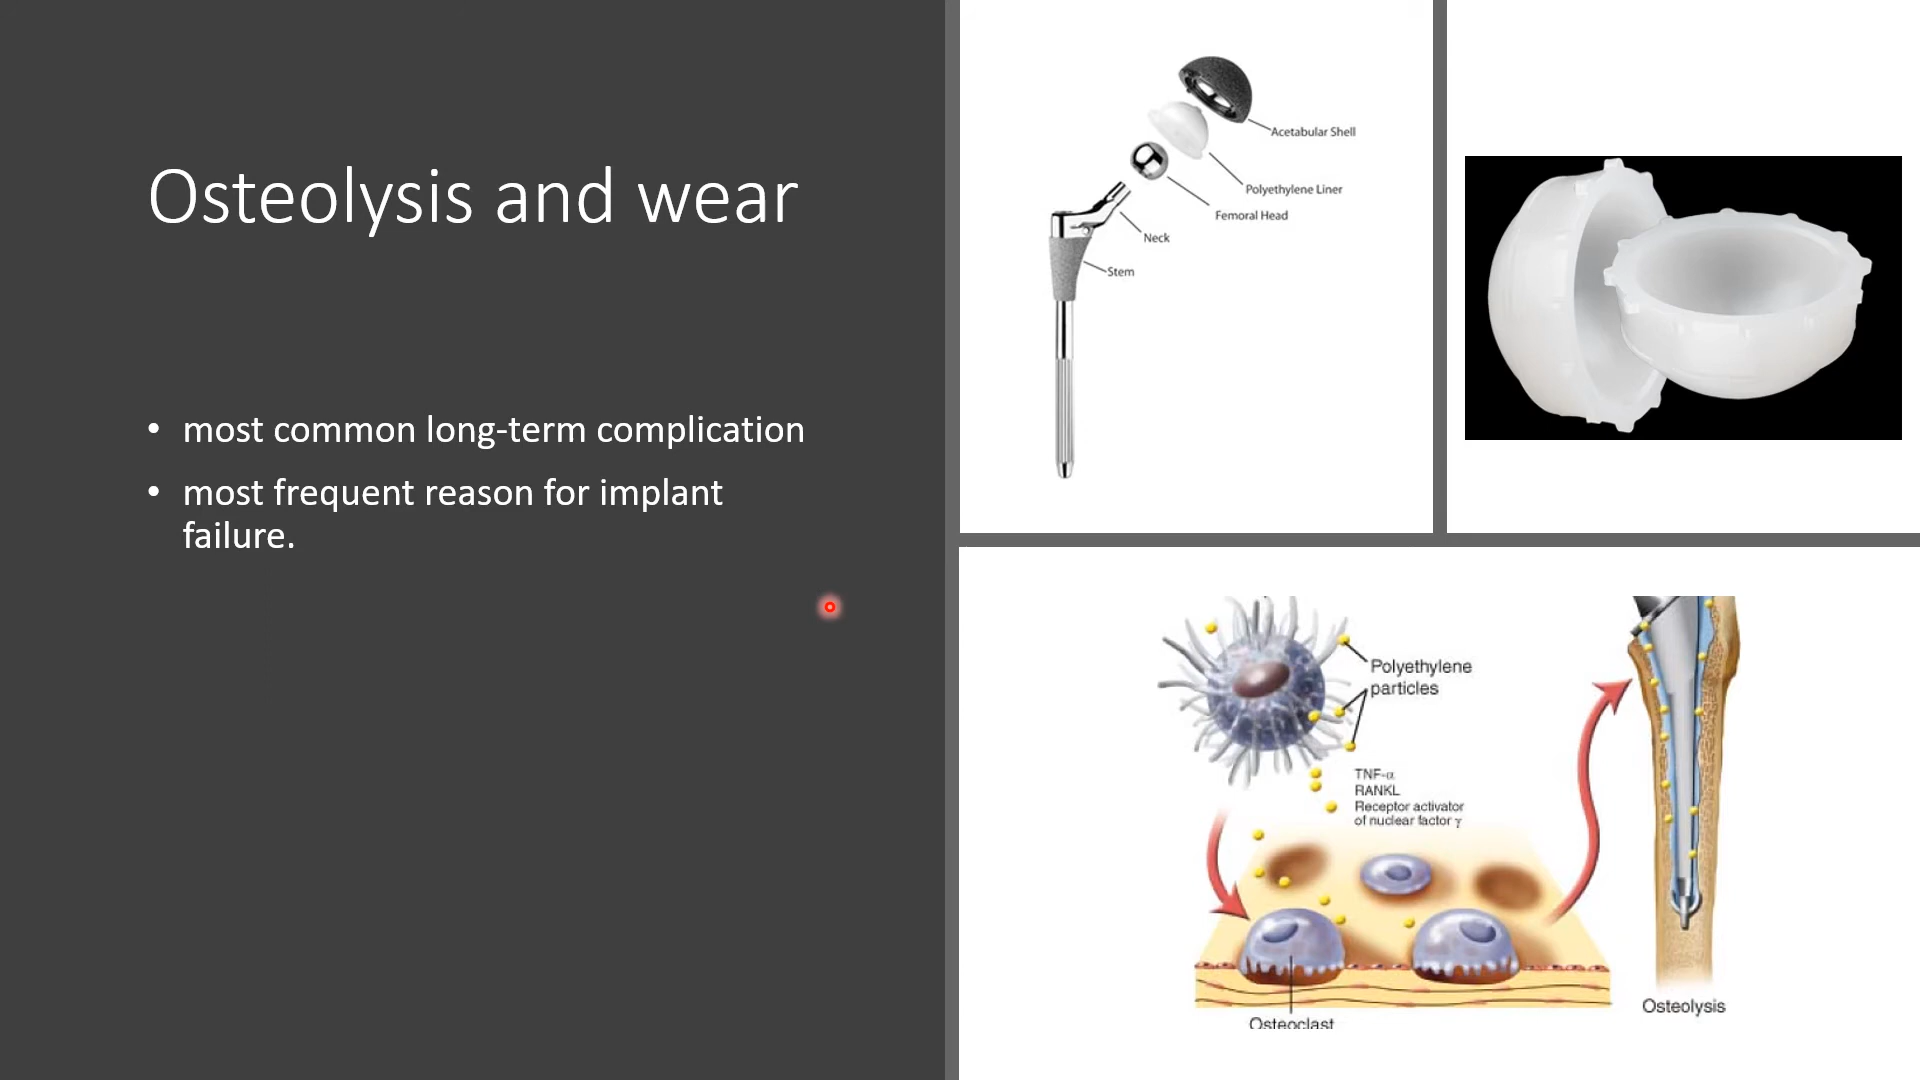 Osteolysis and wear
• most common long-term complication
• most frequent reason for implant
failure.
Acetabular Shell
Polyethylene Liner
Femoral Head
Neck
Stem
Polyethylene
particles
TNF-α
RANKL
Receptor activator
of nuclear factor γ
Osteoclast
Osteolysis